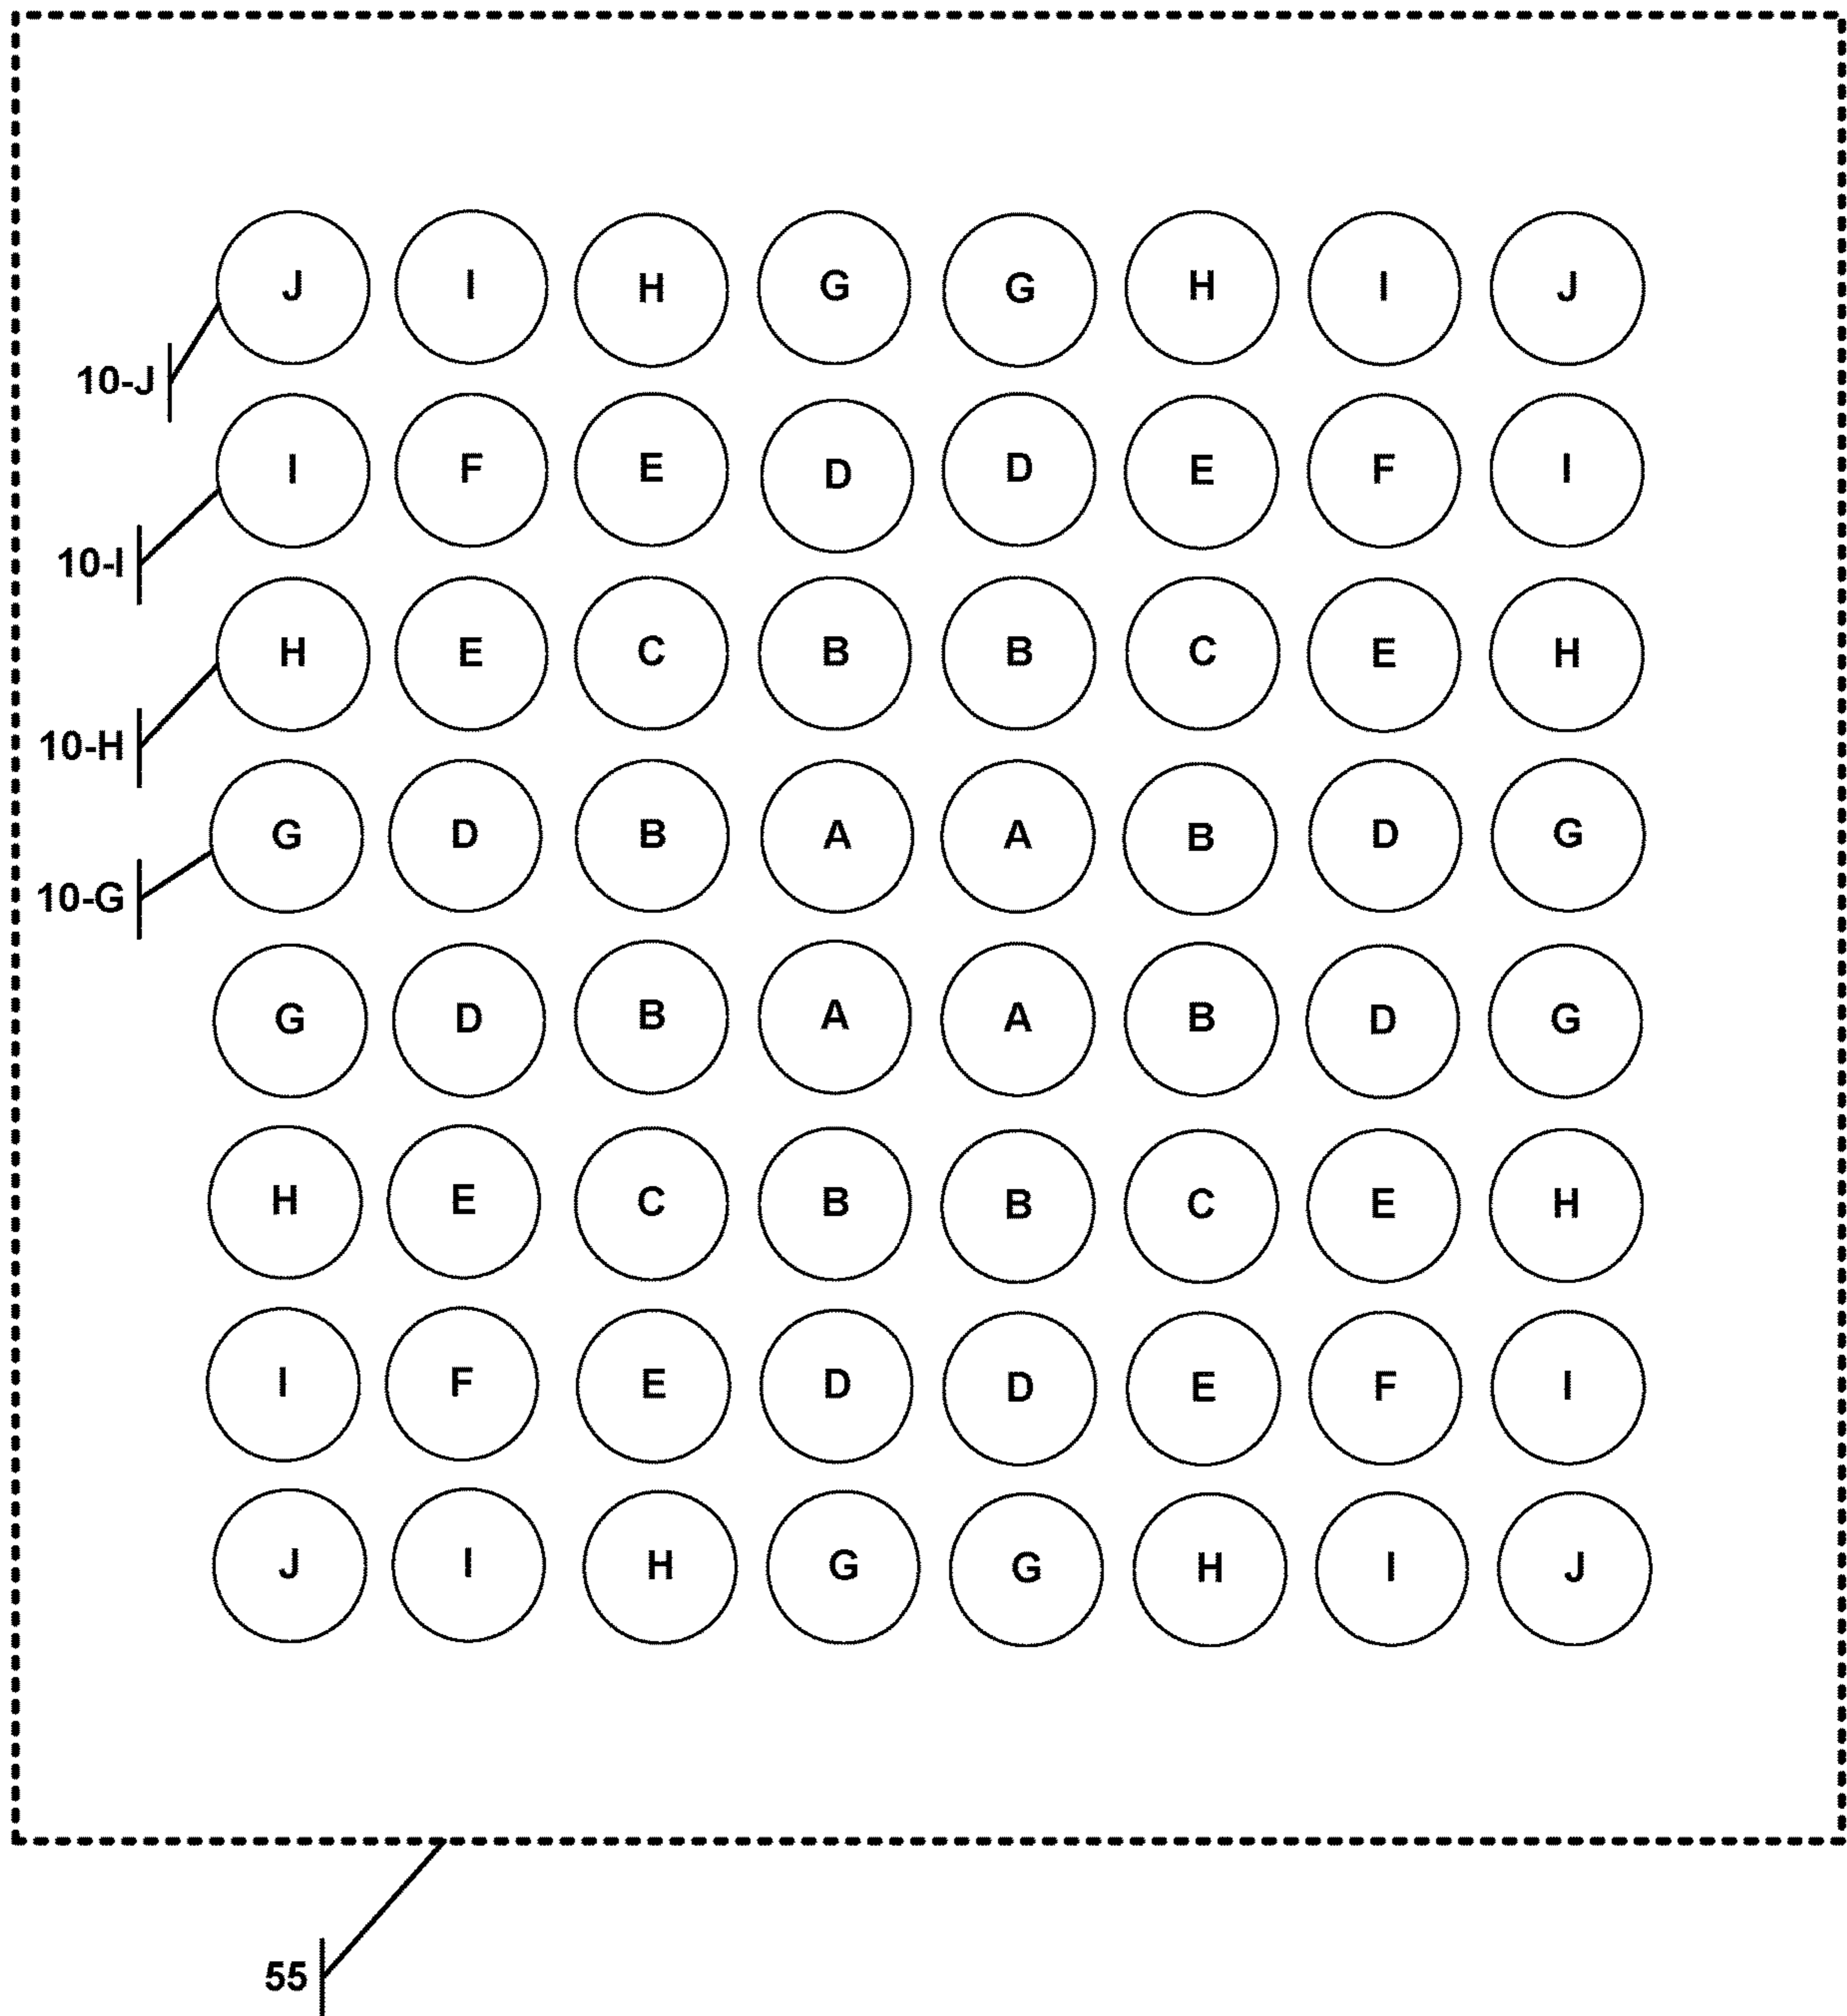 J I H G G H I J
10-J
I F E D D E F I
10-I
H E C B B C E H
10-H
G D B A A B D G
10-G
G D B A A B D G
H E C B B C E H
I F E D D E F I
J I H G G H I J
55